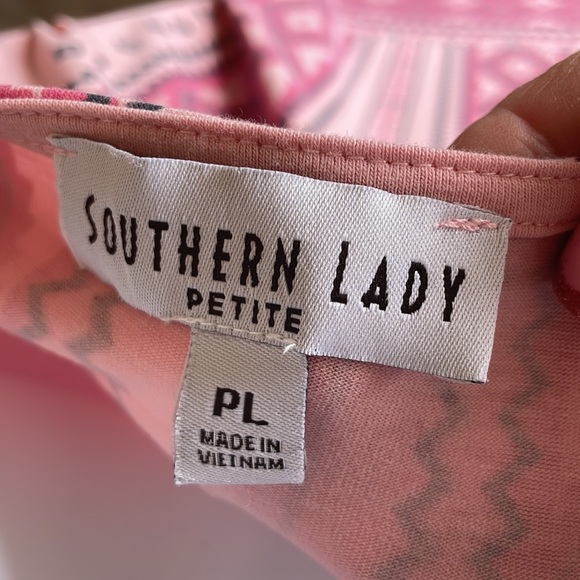 SOUTHERN LADY
PETITE
PL
MADE IN
VIETNAM